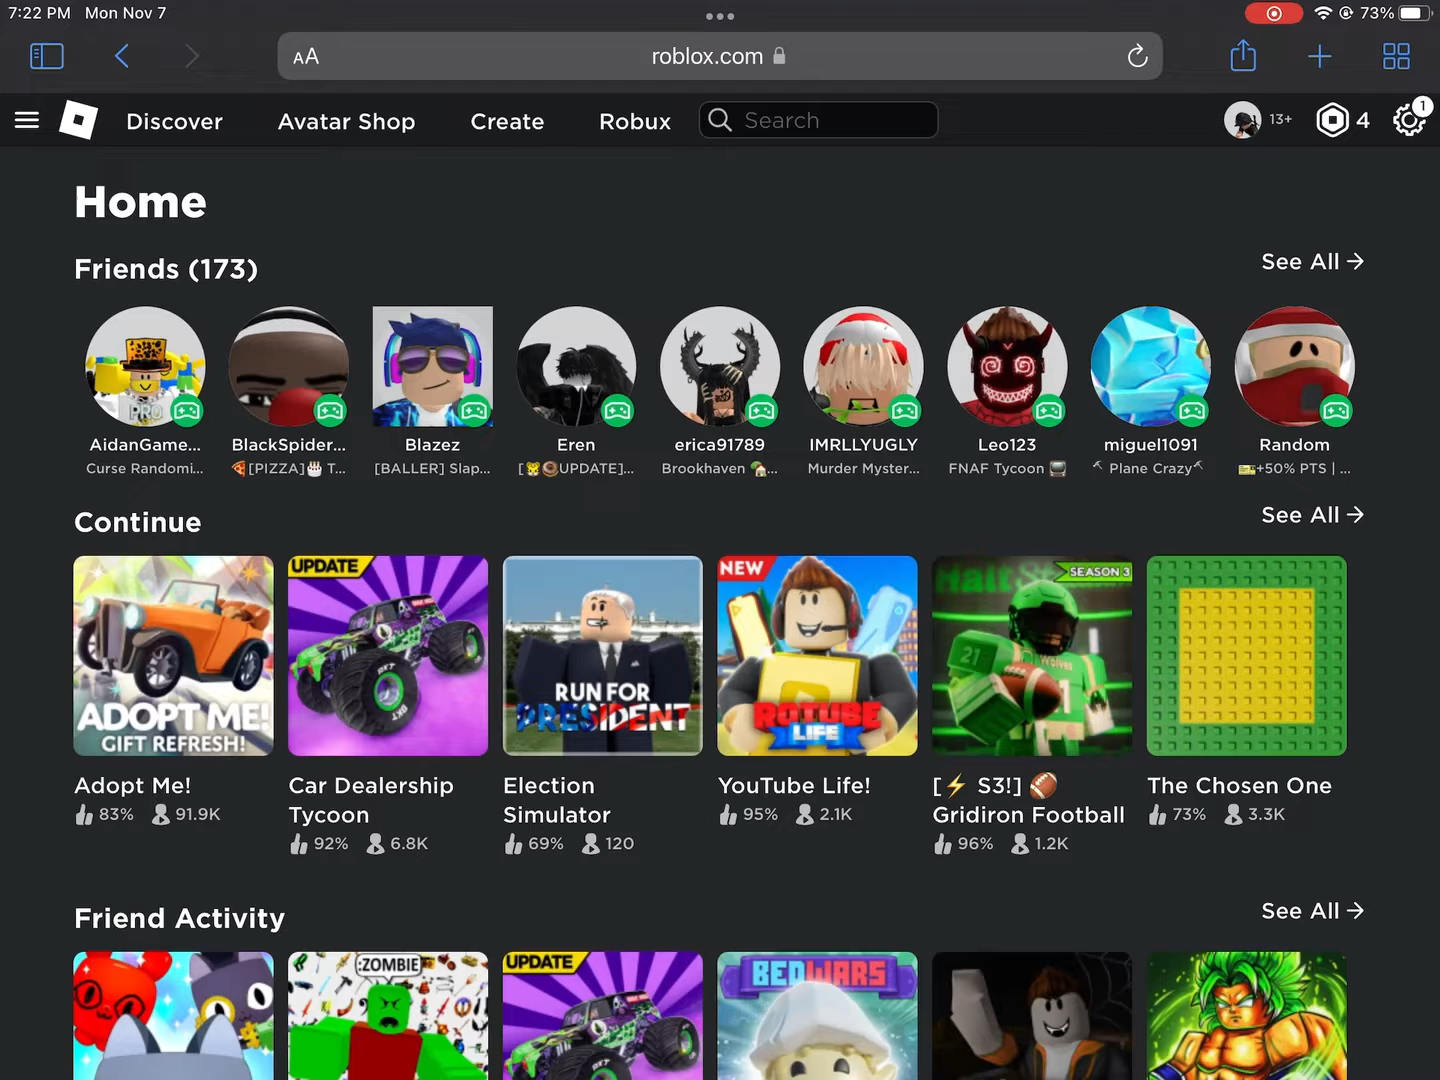 7:22 PM Mon Nov 7
73%
AA
roblox.com
Discover
Avatar Shop
Create
Robux
Search
13+
4
1
Home
Friends (173)
See All
PRO
AidanGame...
BlackSpider...
Blazez
Eren
erica91789
IMRLLYUGLY
Leo123
miguel1091
Random
Curse Randomi...
🍕[PIZZA]🎂 T...
[BALLER] Slap...
[🐯🍩UPDATE]...
Brookhaven 🏡...
Murder Myster...
FNAF Tycoon 📺
⛏ Plane Crazy⛏
🎫+50% PTS | ...
Continue
See All
ADOPT ME!
GIFT REFRESH!
UPDATE
RUN FOR
PRESIDENT
NEW
ROTUBE
LIFE
SEASON 3
21
Wolves
1
Adopt Me!
83% 91.9K
Car Dealership
Tycoon
92% 6.8K
Election
Simulator
69% 120
YouTube Life!
95% 2.1K
[⚡ S3!] 🏈
Gridiron Football
96% 1.2K
The Chosen One
73% 3.3K
Friend Activity
See All
:ZOMBIE
UPDATE
BEDWARS